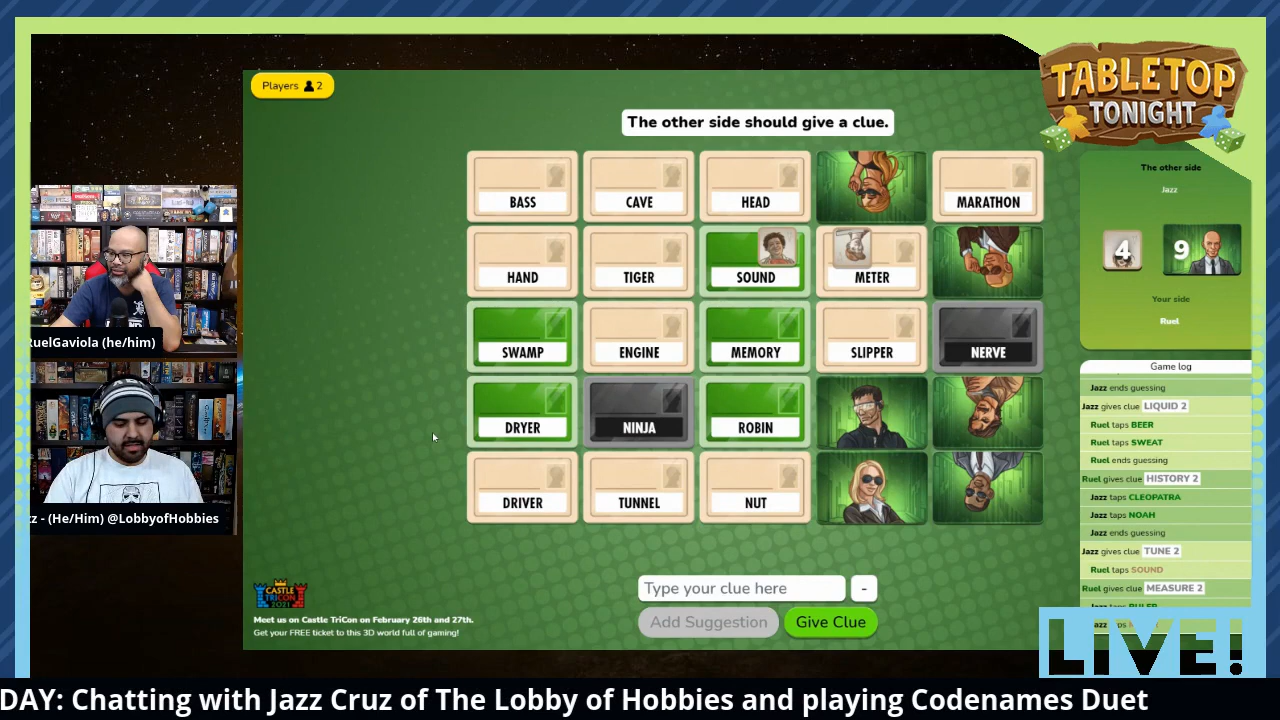 Players 2
The other side should give a clue.
TABLETOP
TONIGHT
BASS
CAVE
HEAD
MARATHON
HAND
TIGER
SOUND
METER
SWAMP
ENGINE
MEMORY
SLIPPER
NERVE
DRYER
NINJA
ROBIN
DRIVER
TUNNEL
NUT
The other side
Jazz
4
9
Your side
Ruel
Game log
Jazz ends guessing
Jazz gives clue LIQUID 2
Ruel taps BEER
Ruel taps SWEAT
Ruel ends guessing
Ruel gives clue HISTORY 2
Jazz taps CLEOPATRA
Jazz taps NOAH
Jazz ends guessing
Jazz gives clue TUNE 2
Ruel taps SOUND
Ruel gives clue MEASURE 2
Jazz taps RULER
RuelGaviola (he/him)
zz - (He/Him) @LobbyofHobbies
CASTLE
TRICON
2021
Meet us on Castle TriCon on February 26th and 27th.
Get your FREE ticket to this 3D world full of gaming!
Type your clue here
-
Add Suggestion
Give Clue
LIVE!
DAY: Chatting with Jazz Cruz of The Lobby of Hobbies and playing Codenames Duet